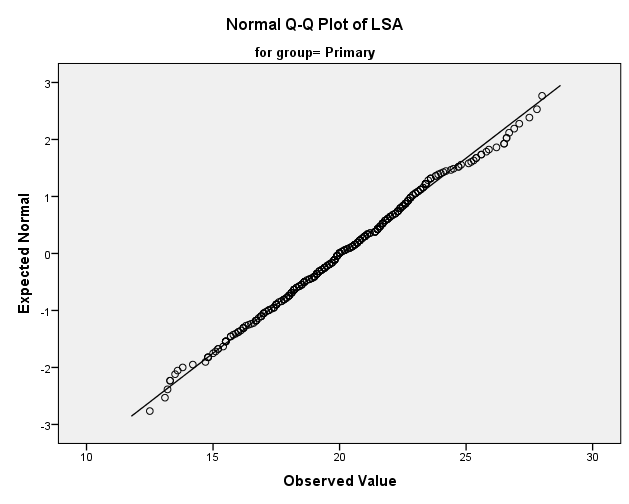 Normal Q-Q Plot of LSA
for group= Primary
Expected Normal
3
2
1
0
-1
-2
-3
10 15 20 25 30
Observed Value